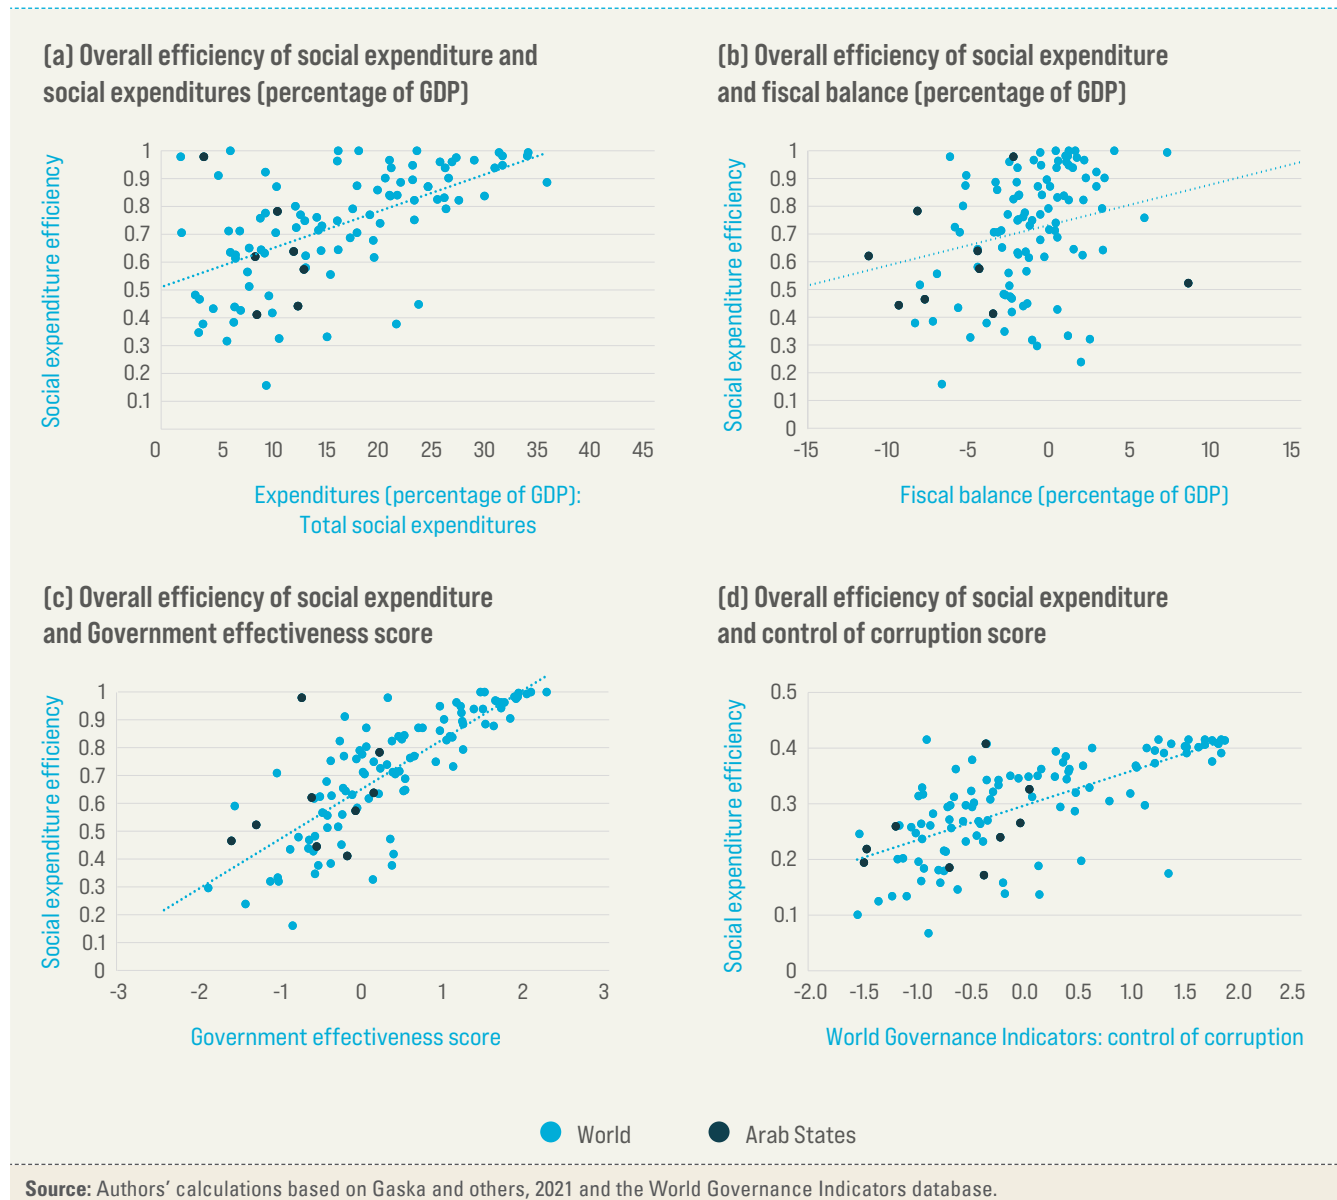 (a) Overall efficiency of social expenditure and
social expenditures (percentage of GDP)
Social expenditure efficiency
1
0.9
0.8
0.7
0.6
0.5
0.4
0.3
0.2
0.1
0 5 10 15 20 25 30 35 40 45
Expenditures (percentage of GDP):
Total social expenditures
(b) Overall efficiency of social expenditure
and fiscal balance (percentage of GDP)
Social expenditure efficiency
1
0.9
0.8
0.7
0.6
0.5
0.4
0.3
0.2
0.1
0
-15 -10 -5 0 5 10 15
Fiscal balance (percentage of GDP)
(c) Overall efficiency of social expenditure
and Government effectiveness score
Social expenditure efficiency
1
0.9
0.8
0.7
0.6
0.5
0.4
0.3
0.2
0.1
0
-3 -2 -1 0 1 2 3
Government effectiveness score
(d) Overall efficiency of social expenditure
and control of corruption score
Social expenditure efficiency
0.5
0.4
0.3
0.2
0.1
0
-2.0 -1.5 -1.0 -0.5 0.0 0.5 1.0 1.5 2.0 2.5
World Governance Indicators: control of corruption
World Arab States
Source: Authors’ calculations based on Gaska and others, 2021 and the World Governance Indicators database.